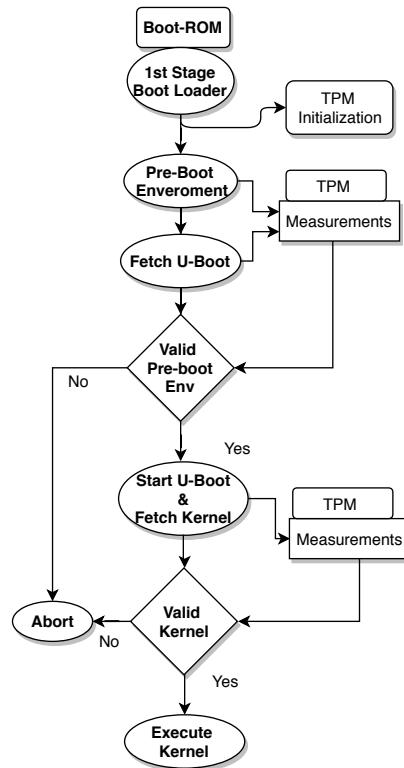 Boot-ROM
1st Stage
Boot Loader
TPM
Initialization
Pre-Boot
Enveroment
TPM
Measurements
Fetch U-Boot
Valid
Pre-boot
Env
No
Yes
Start U-Boot
&
Fetch Kernel
TPM
Measurements
Valid
Kernel
Abort
No
Yes
Execute
Kernel